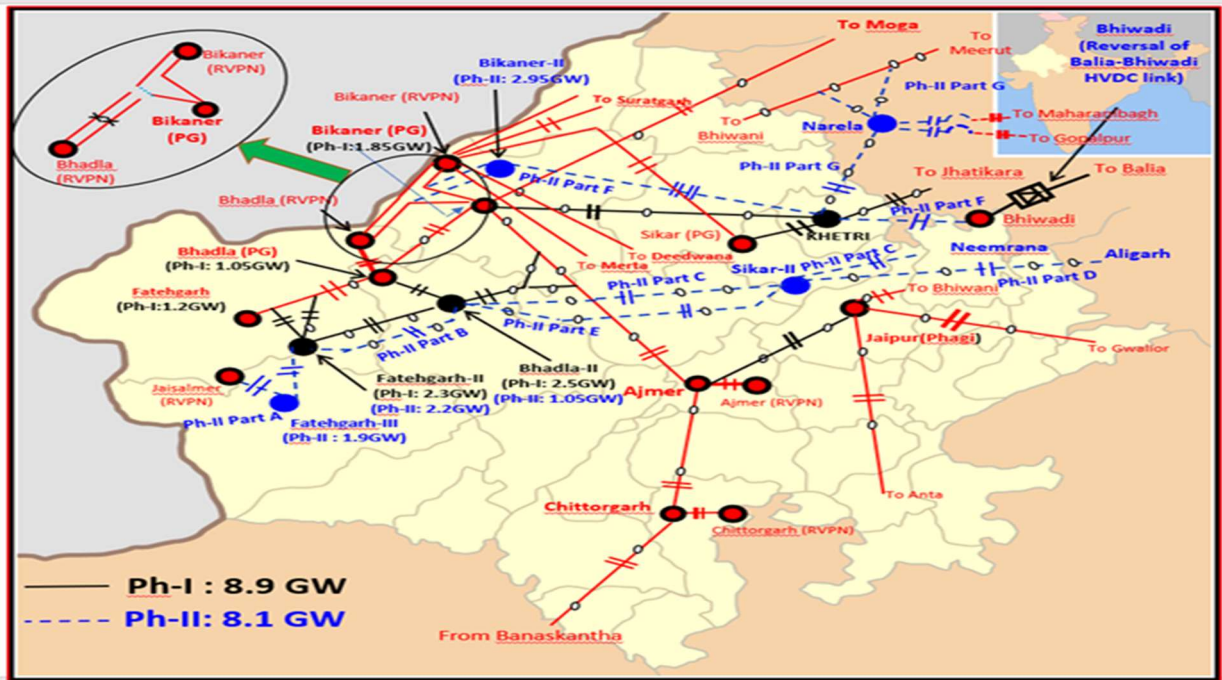 Bikaner
(RVPN)
Bikaner
(PG)
Bhadla
(RVPN)
Bikaner-II
(Ph-II: 2.95GW)
Bikaner (RVPN)
Bikaner (PG)
(Ph-I:1.85GW)
Bhadla (RVPN)
Bhadla (PG)
(Ph-I: 1.05GW)
Fatehgarh
(Ph-I:1.2GW)
Jaisalmer
(RVPN)
Ph-II Part A
Fatehgarh-III
(Ph-II : 1.9GW)
Fatehgarh-II
(Ph-I: 2.3GW)
(Ph-II: 2.2GW)
Ph-II Part B
Bhadla-II
(Ph-I: 2.5GW)
(Ph-II: 1.05GW)
Ph-II Part E
Ph-II Part C
To Suratgarh
Ph-II Part F
To Merta
To Deedwana
Sikar (PG)
Sikar-II
Ph-II Part C
KHETRI
To Moga
To
Meerut
To
Bhiwani
Narela
Ph-II Part G
Ph-II Part G
To Maharanibagh
To Gopalpur
Bhiwadi
(Reversal of
Balia-Bhiwadi
HVDC link)
To Jhatikara
To Balia
Ph-II Part F
Bhiwadi
Neemrana
Aligarh
Ph-II Part D
To Bhiwani
Jaipur(Phagi)
To Gwalior
To Anta
Ajmer
Ajmer (RVPN)
Chittorgarh
Chittorgarh (RVPN)
From Banaskantha
Ph-I : 8.9 GW
Ph-II: 8.1 GW